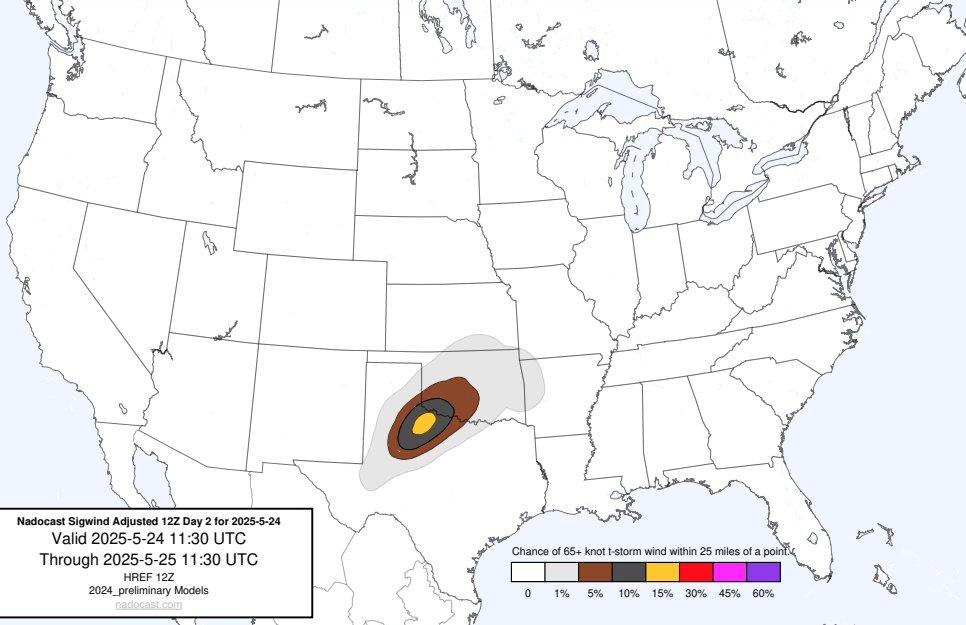 Nadocast Sigwind Adjusted 12Z Day 2 for 2025-5-24
Valid 2025-5-24 11:30 UTC
Through 2025-5-25 11:30 UTC
HREF 12Z
2024_preliminary Models
nadocast.com
Chance of 65+ knot t-storm wind within 25 miles of a point.
0 1% 5% 10% 15% 30% 45% 60%